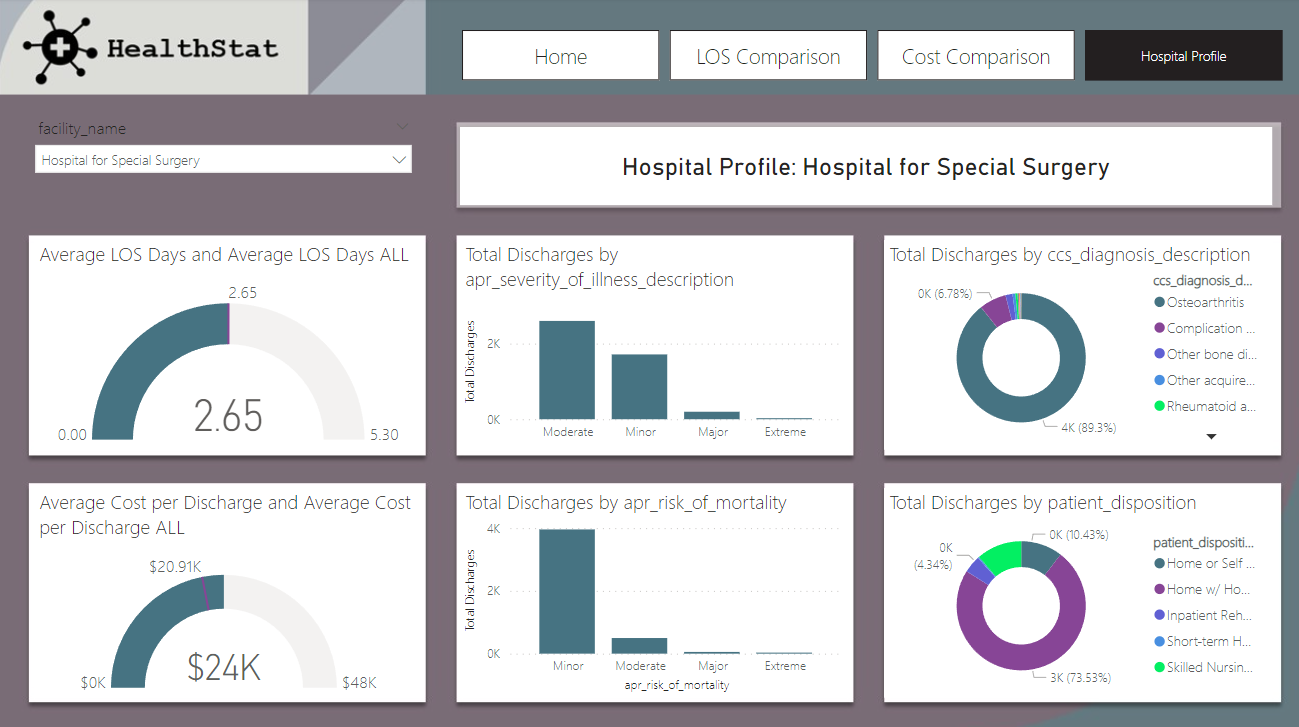 HealthStat
Home
LOS Comparison
Cost Comparison
Hospital Profile
facility_name
Hospital for Special Surgery
Hospital Profile: Hospital for Special Surgery
Average LOS Days and Average LOS Days ALL
2.65
2.65
0.00
5.30
Total Discharges by
apr_severity_of_illness_description
Total Discharges
2K
0K
Moderate
Minor
Major
Extreme
Total Discharges by ccs_diagnosis_description
0K (6.78%)
4K (89.3%)
ccs_diagnosis_d...
Osteoarthritis
Complication ...
Other bone di...
Other acquire...
Rheumatoid a...
Average Cost per Discharge and Average Cost
per Discharge ALL
$20.91K
$24K
$0K
$48K
Total Discharges by apr_risk_of_mortality
Total Discharges
4K
2K
0K
Minor
Moderate
Major
Extreme
apr_risk_of_mortality
Total Discharges by patient_disposition
0K (10.43%)
0K
(4.34%)
3K (73.53%)
patient_dispositi...
Home or Self ...
Home w/ Ho...
Inpatient Reh...
Short-term H...
Skilled Nursin...